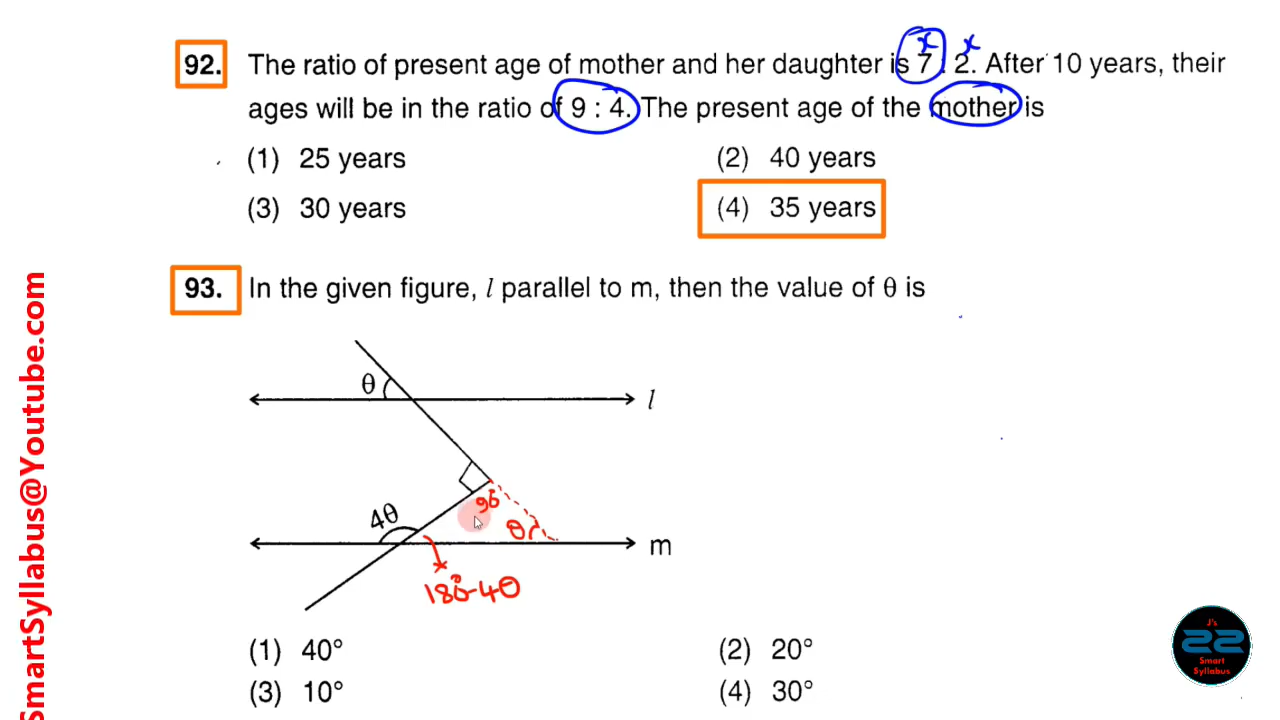 92. The ratio of present age of mother and her daughter is 7 : 2. After 10 years, their
x x
ages will be in the ratio of 9 : 4. The present age of the mother is
(1) 25 years (2) 40 years
(3) 30 years (4) 35 years
93. In the given figure, l parallel to m, then the value of θ is
θ
l
90°
4θ
θ
m
180°-4θ
(1) 40° (2) 20°
(3) 10° (4) 30°
SmartSyllabus@Youtube.com
J's
SS
Smart
Syllabus